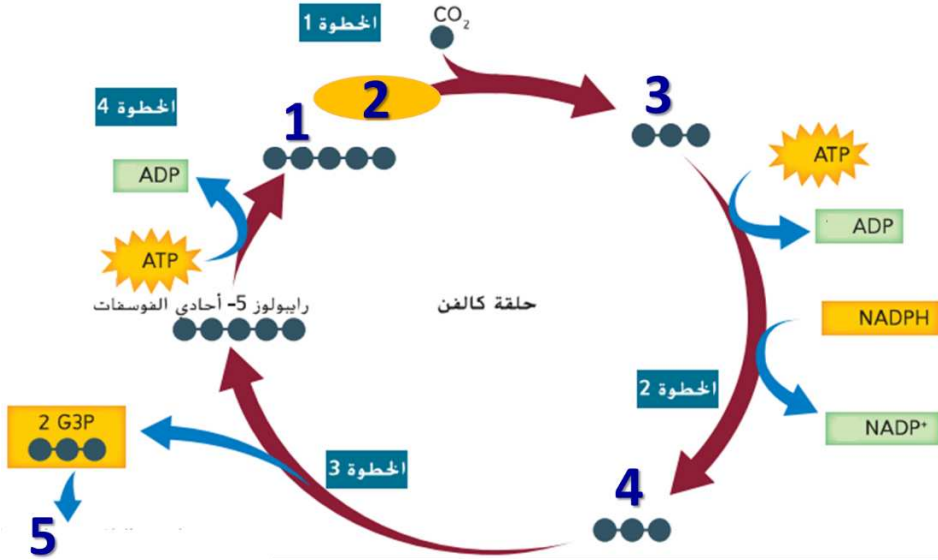 الخطوة 1
CO₂
2
3
1
الخطوة 4
ATP
ADP
ADP
ATP
رايبولوز 5- أحادي الفوسفات
حلقة كالفن
NADPH
الخطوة 2
NADP⁺
2 G3P
الخطوة 3
4
5